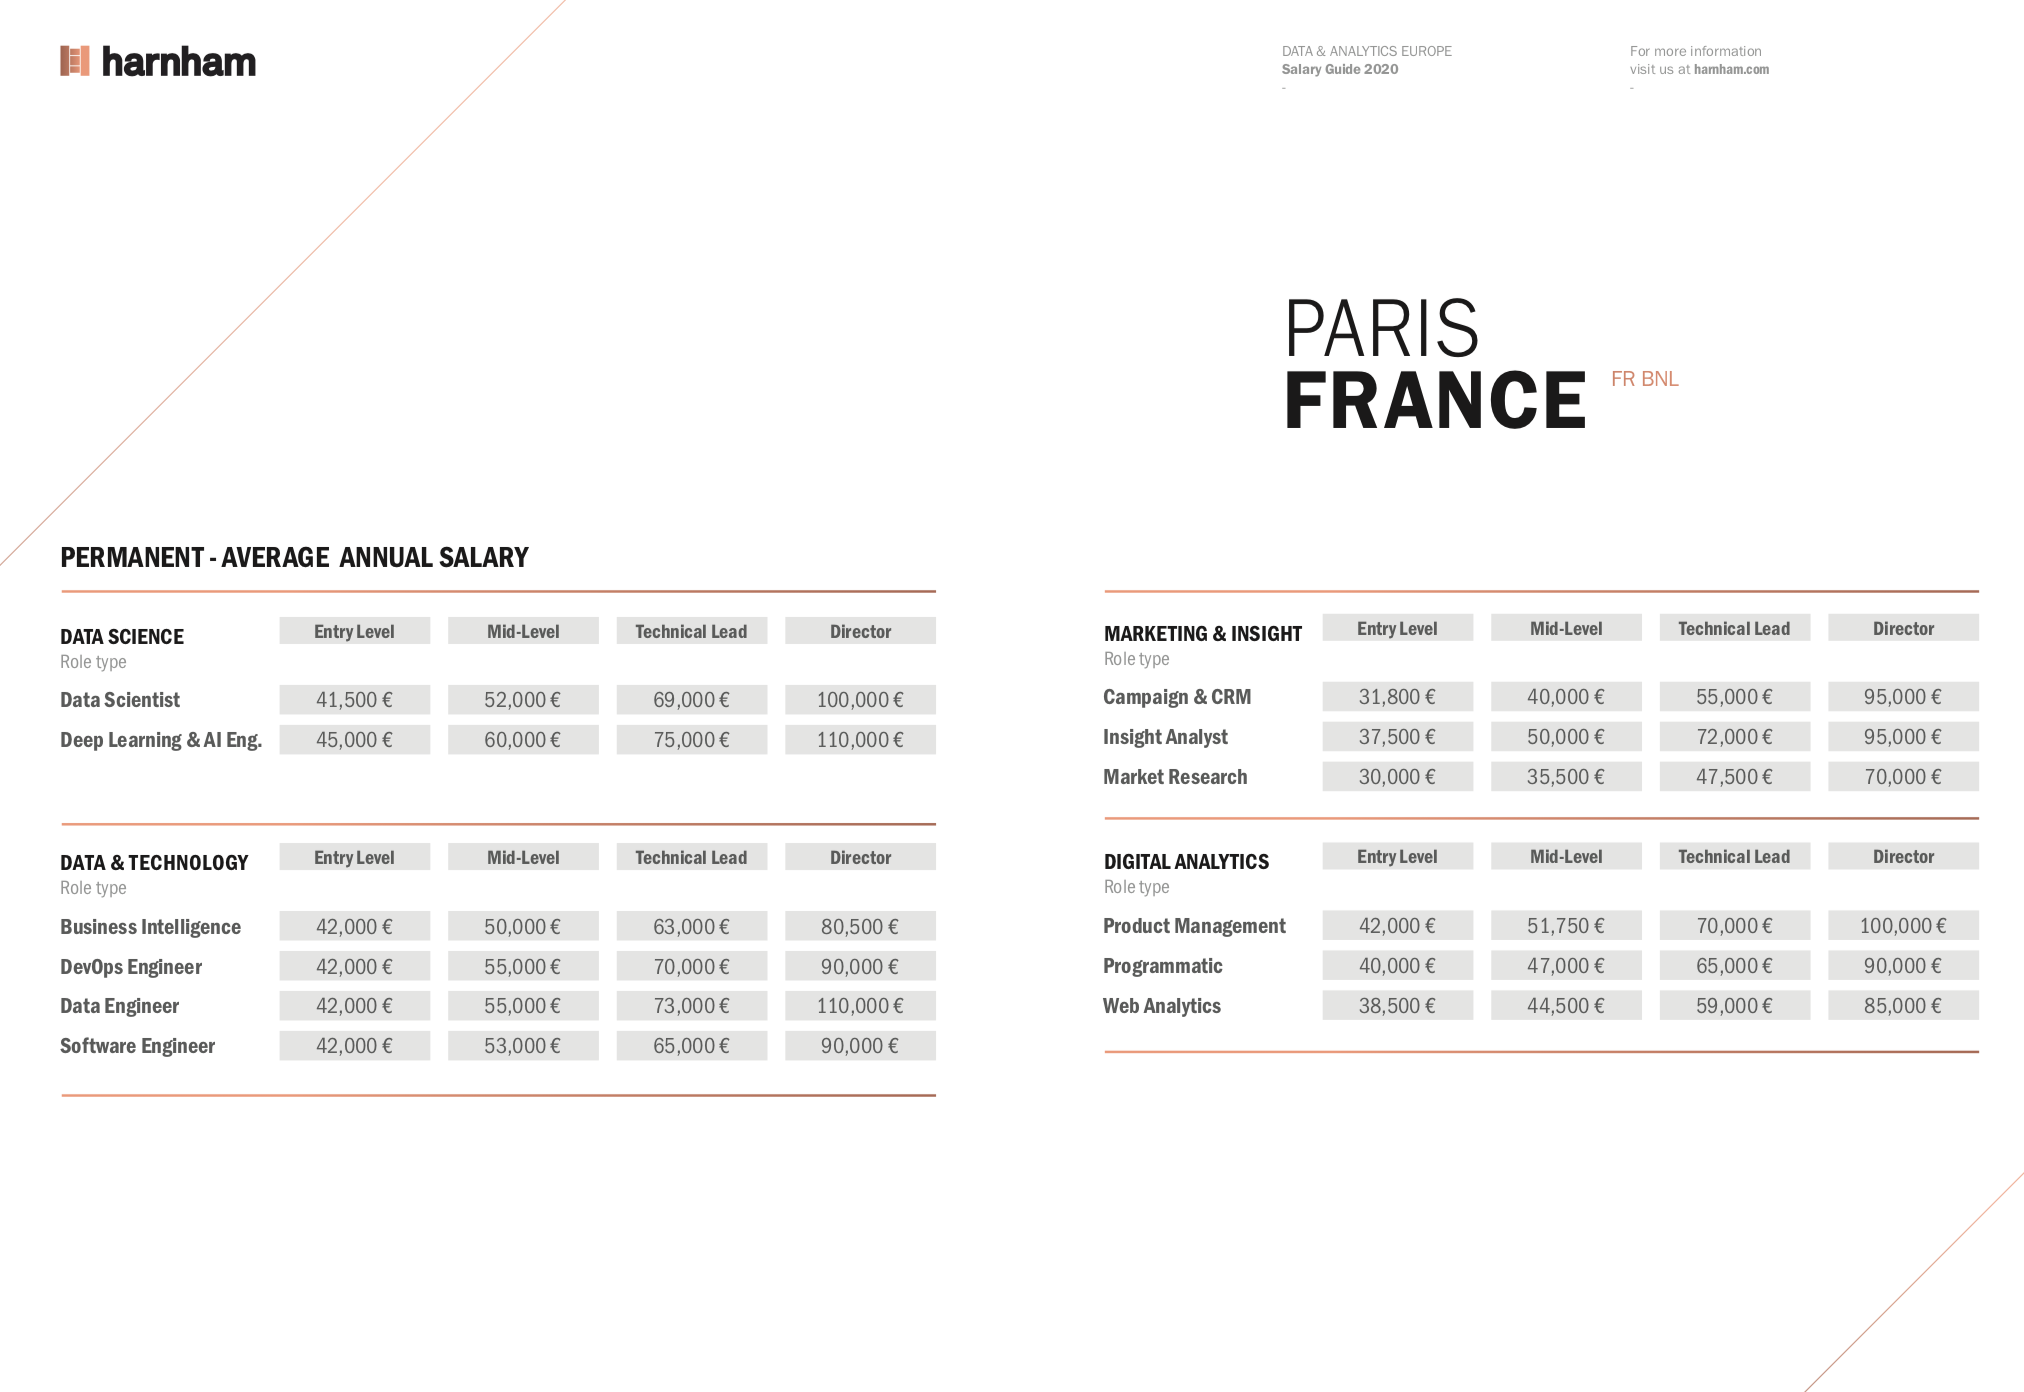 harnham
DATA & ANALYTICS EUROPE
Salary Guide 2020
-
For more information
visit us at harnham.com
-
PARIS
FRANCE FR BNL
PERMANENT - AVERAGE ANNUAL SALARY
DATA SCIENCE Entry Level Mid-Level Technical Lead Director
Role type
Data Scientist 41,500 € 52,000 € 69,000 € 100,000 €
Deep Learning & AI Eng. 45,000 € 60,000 € 75,000 € 110,000 €
DATA & TECHNOLOGY Entry Level Mid-Level Technical Lead Director
Role type
Business Intelligence 42,000 € 50,000 € 63,000 € 80,500 €
DevOps Engineer 42,000 € 55,000 € 70,000 € 90,000 €
Data Engineer 42,000 € 55,000 € 73,000 € 110,000 €
Software Engineer 42,000 € 53,000 € 65,000 € 90,000 €
MARKETING & INSIGHT Entry Level Mid-Level Technical Lead Director
Role type
Campaign & CRM 31,800 € 40,000 € 55,000 € 95,000 €
Insight Analyst 37,500 € 50,000 € 72,000 € 95,000 €
Market Research 30,000 € 35,500 € 47,500 € 70,000 €
DIGITAL ANALYTICS Entry Level Mid-Level Technical Lead Director
Role type
Product Management 42,000 € 51,750 € 70,000 € 100,000 €
Programmatic 40,000 € 47,000 € 65,000 € 90,000 €
Web Analytics 38,500 € 44,500 € 59,000 € 85,000 €